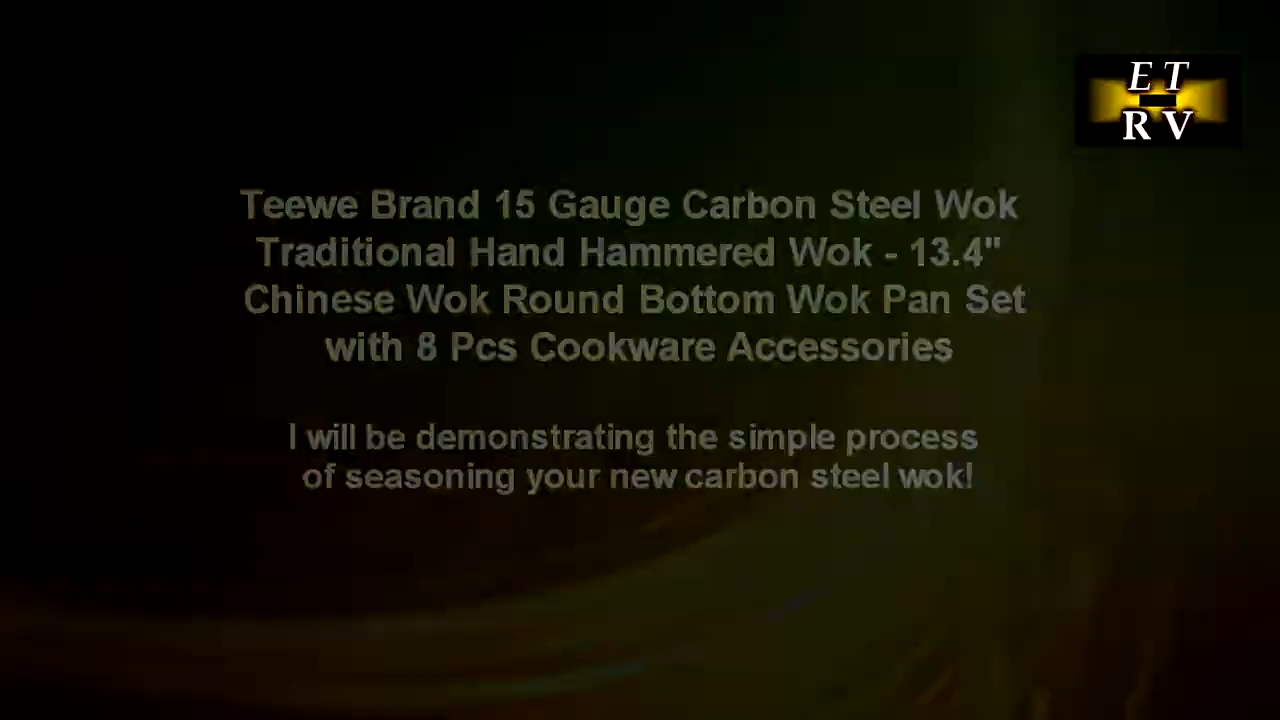 E T
R V
Teewe Brand 15 Gauge Carbon Steel Wok
Traditional Hand Hammered Wok - 13.4"
Chinese Wok Round Bottom Wok Pan Set
with 8 Pcs Cookware Accessories
I will be demonstrating the simple process
of seasoning your new carbon steel wok!